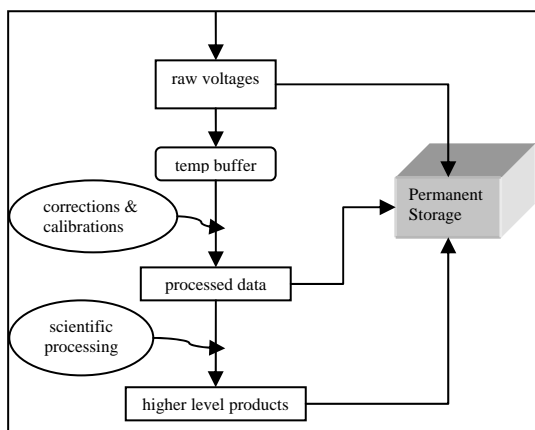 raw voltages
temp buffer
corrections &
calibrations
Permanent
Storage
processed data
scientific
processing
higher level products